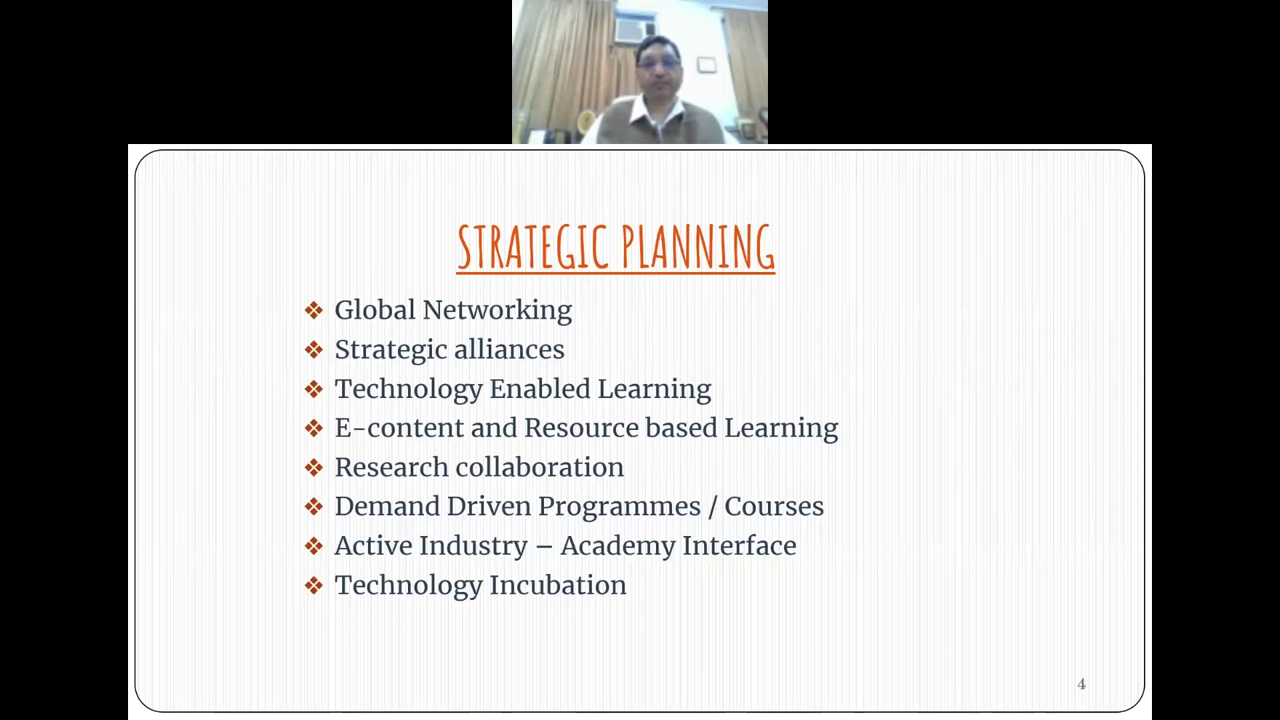 STRATEGIC PLANNING
❖ Global Networking
❖ Strategic alliances
❖ Technology Enabled Learning
❖ E-content and Resource based Learning
❖ Research collaboration
❖ Demand Driven Programmes / Courses
❖ Active Industry – Academy Interface
❖ Technology Incubation
4